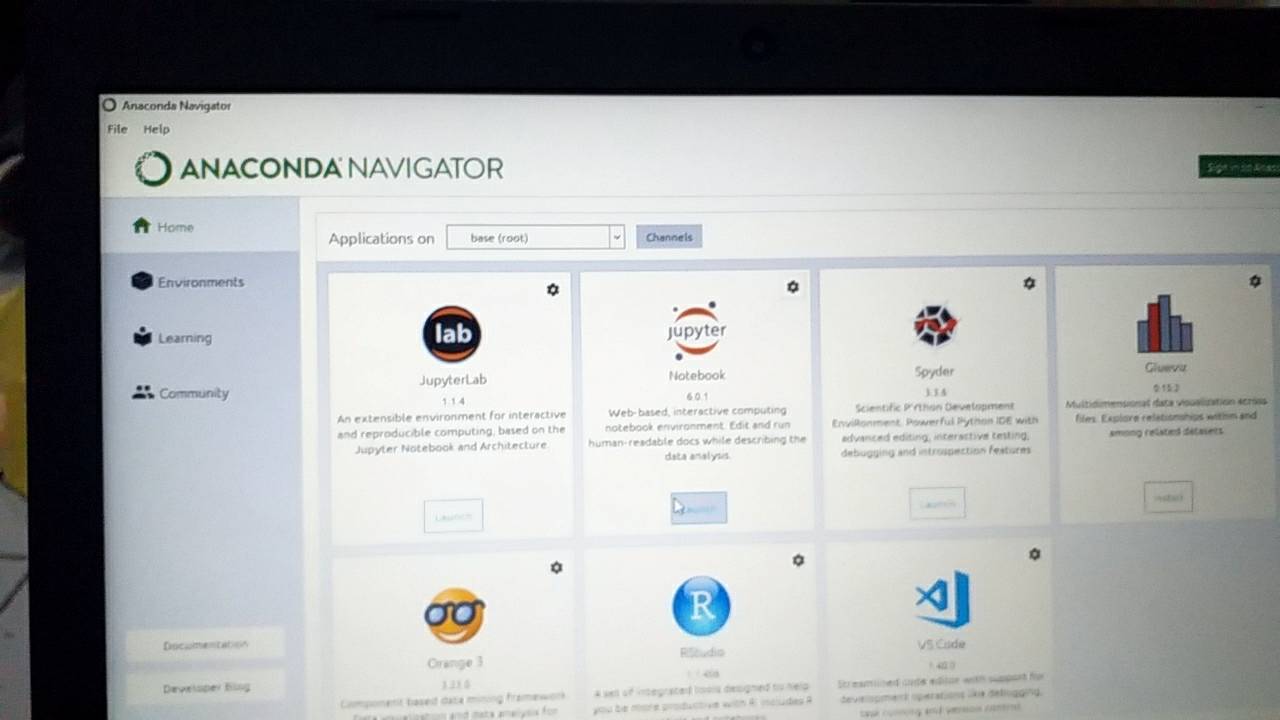 Anaconda Navigator
File Help
ANACONDA NAVIGATOR
Sign in to
Home
Environments
Learning
Community
Documentation
Developer Blog
Applications on base (root) Channels
lab
JupyterLab
1.1.4
An extensible environment for interactive
and reproducible computing, based on the
Jupyter Notebook and Architecture.
Launch
jupyter
Notebook
6.0.1
Web-based, interactive computing
notebook environment. Edit and run
human-readable docs while describing the
data analysis.
Launch
Spyder
3.3.6
Scientific PYthon Development
EnviRonment. Powerful Python IDE with
advanced editing, interactive testing,
debugging and introspection features
Launch
Glueviz
0.15.2
Multidimensional data visualization across
files. Explore relationships within and
among related datasets.
Install
Orange 3
3.23.0
Component based data mining framework.
Data visualization and data analysis for
R
RStudio
A set of integrated tools designed to help
you be more productive with R. Includes R
VS Code
1.40.0
Streamlined code editor with support for
development operations like debugging,
task running and version control.